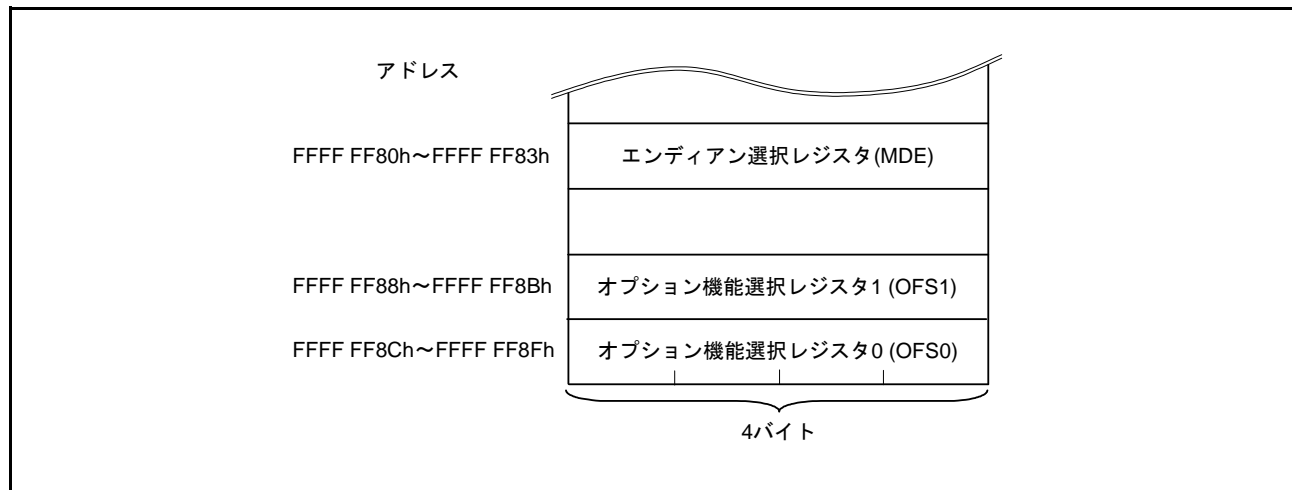 アドレス
FFFF FF80h～FFFF FF83h エンディアン選択レジスタ(MDE)
FFFF FF88h～FFFF FF8Bh オプション機能選択レジスタ1 (OFS1)
FFFF FF8Ch～FFFF FF8Fh オプション機能選択レジスタ0 (OFS0)
4バイト